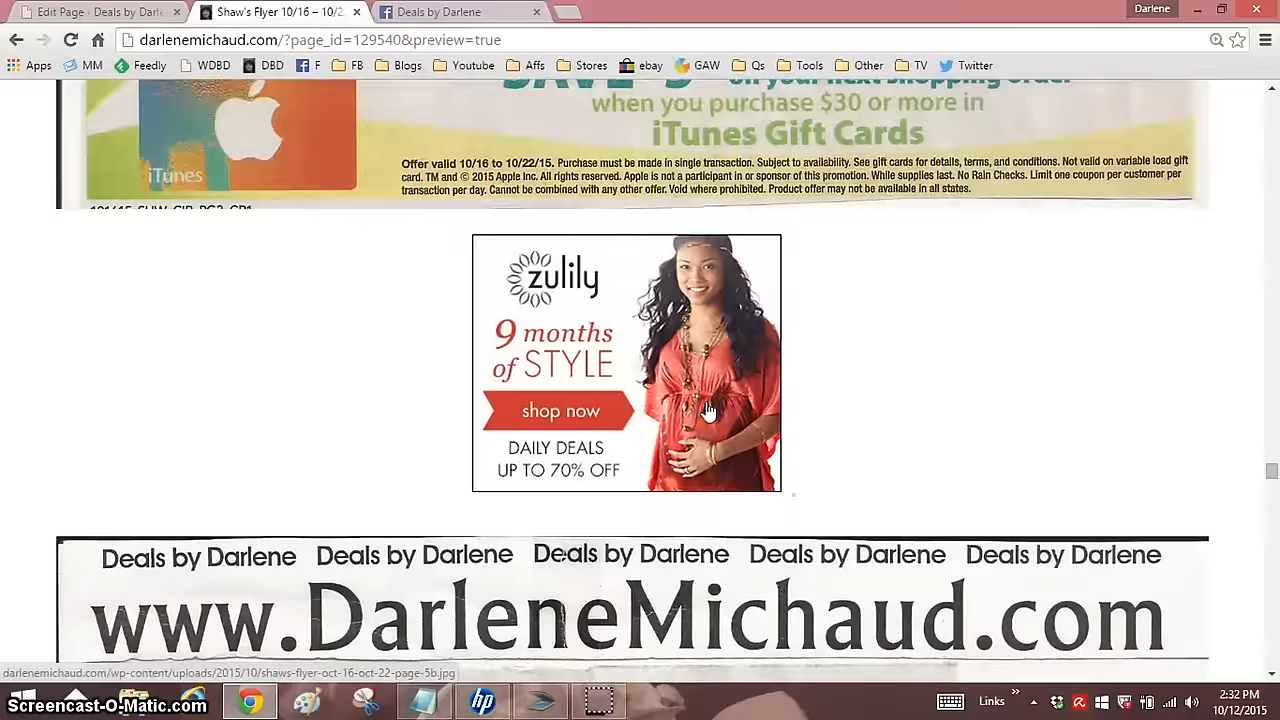 Edit Page ‹ Deals by Darle
Shaw's Flyer 10/16 – 10/2
Deals by Darlene
Darlene
darlenemichaud.com/?page_id=129540&preview=true
Apps MM Feedly WDBD DBD F FB Blogs Youtube Affs Stores ebay GAW Qs Tools Other TV Twitter
on your next shopping order
when you purchase $30 or more in
iTunes Gift Cards
iTunes
Offer valid 10/16 to 10/22/15. Purchase must be made in single transaction. Subject to availability. See gift cards for details, terms, and conditions. Not valid on variable load gift
card. TM and © 2015 Apple Inc. All rights reserved. Apple is not a participant in or sponsor of this promotion. While supplies last. No Rain Checks. Limit one coupon per customer per
transaction per day. Cannot be combined with any other offer. Void where prohibited. Product offer may not be available in all states.
zulily
9 months
of STYLE
shop now
DAILY DEALS
UP TO 70% OFF
Deals by Darlene Deals by Darlene Deals by Darlene Deals by Darlene Deals by Darlene
www.DarleneMichaud.com
darlenemichaud.com/wp-content/uploads/2015/10/shaws-flyer-oct-16-oct-22-page-5b.jpg
Screencast-O-Matic.com
Links
2:32 PM
10/12/2015